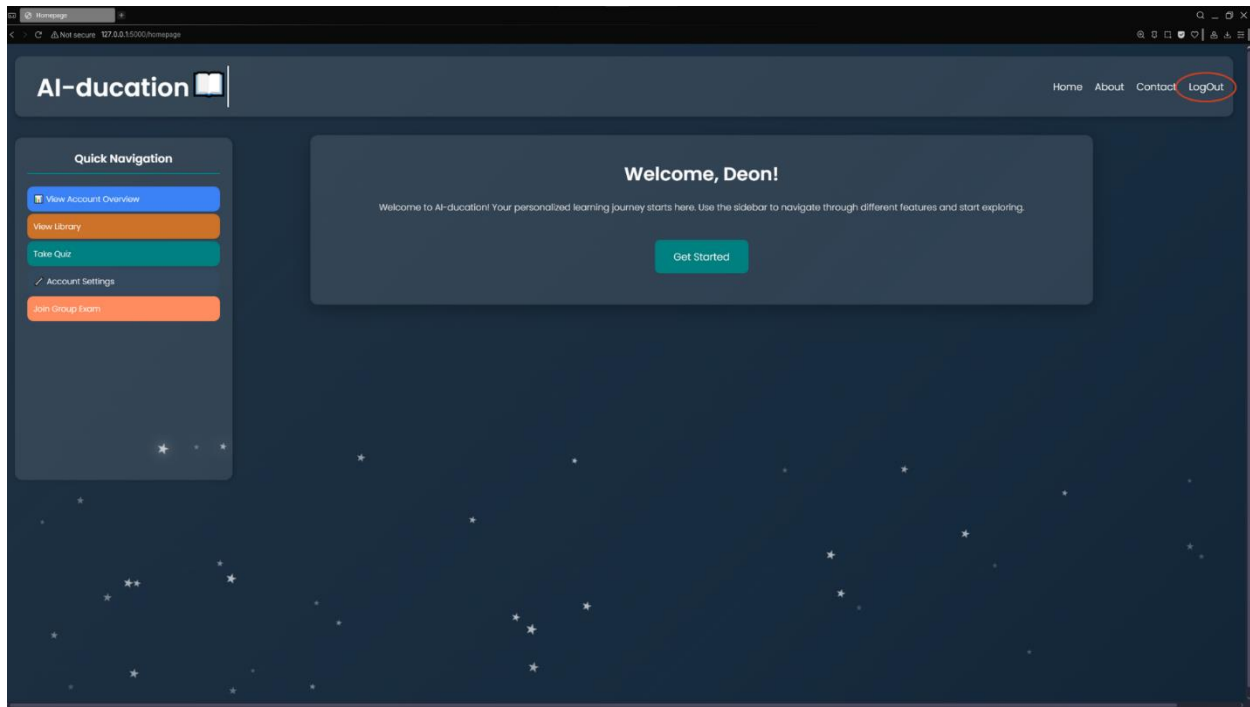 Homepage
Not secure 127.0.0.1:5000/homepage
AI-ducation
Home About Contact LogOut
Quick Navigation
View Account Overview
View Library
Take Quiz
Account Settings
Join Group Exam
Welcome, Deon!
Welcome to AI-ducation! Your personalized learning journey starts here. Use the sidebar to navigate through different features and start exploring.
Get Started